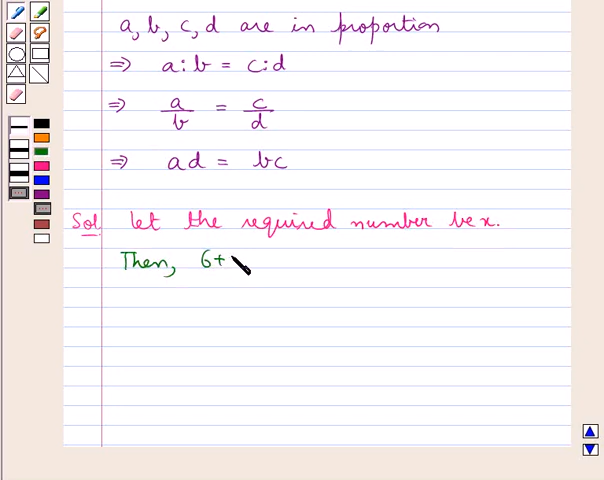 a, b, c, d are in proportion
⇒ a:b = c:d
⇒ a/b = c/d
⇒ ad = bc
Sol let the required number be x.
Then, 6+